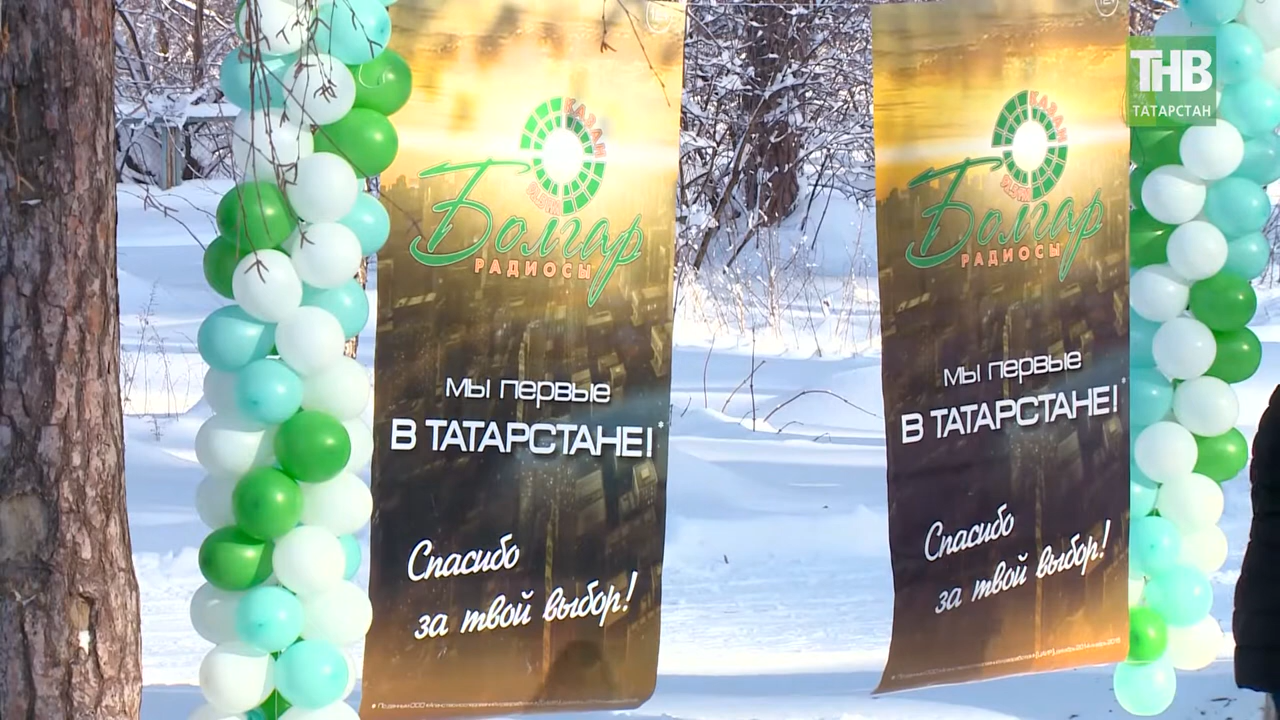 ТНВ
ТАТАРСТАН
КАЗАН
Болгар
РАДИОСЫ
мы первые
В ТАТАРСТАНЕ!*
Спасибо
за твой выбор!
КАЗАН
Болгар
РАДИОСЫ
мы первые
В ТАТАРСТАНЕ!*
Спасибо
за твой выбор!